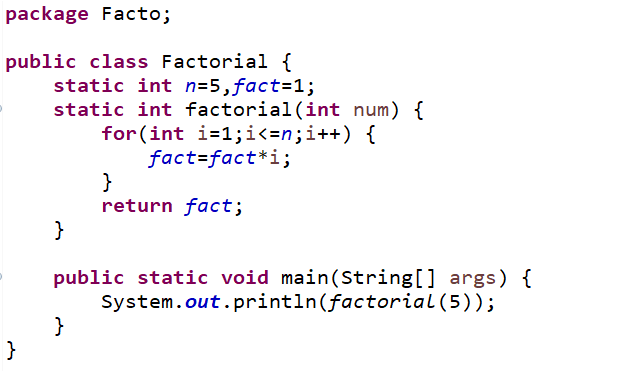 package Facto;
public class Factorial {
static int n=5,fact=1;
static int factorial(int num) {
for(int i=1;i<=n;i++) {
fact=fact*i;
}
return fact;
}
public static void main(String[] args) {
System.out.println(factorial(5));
}
}